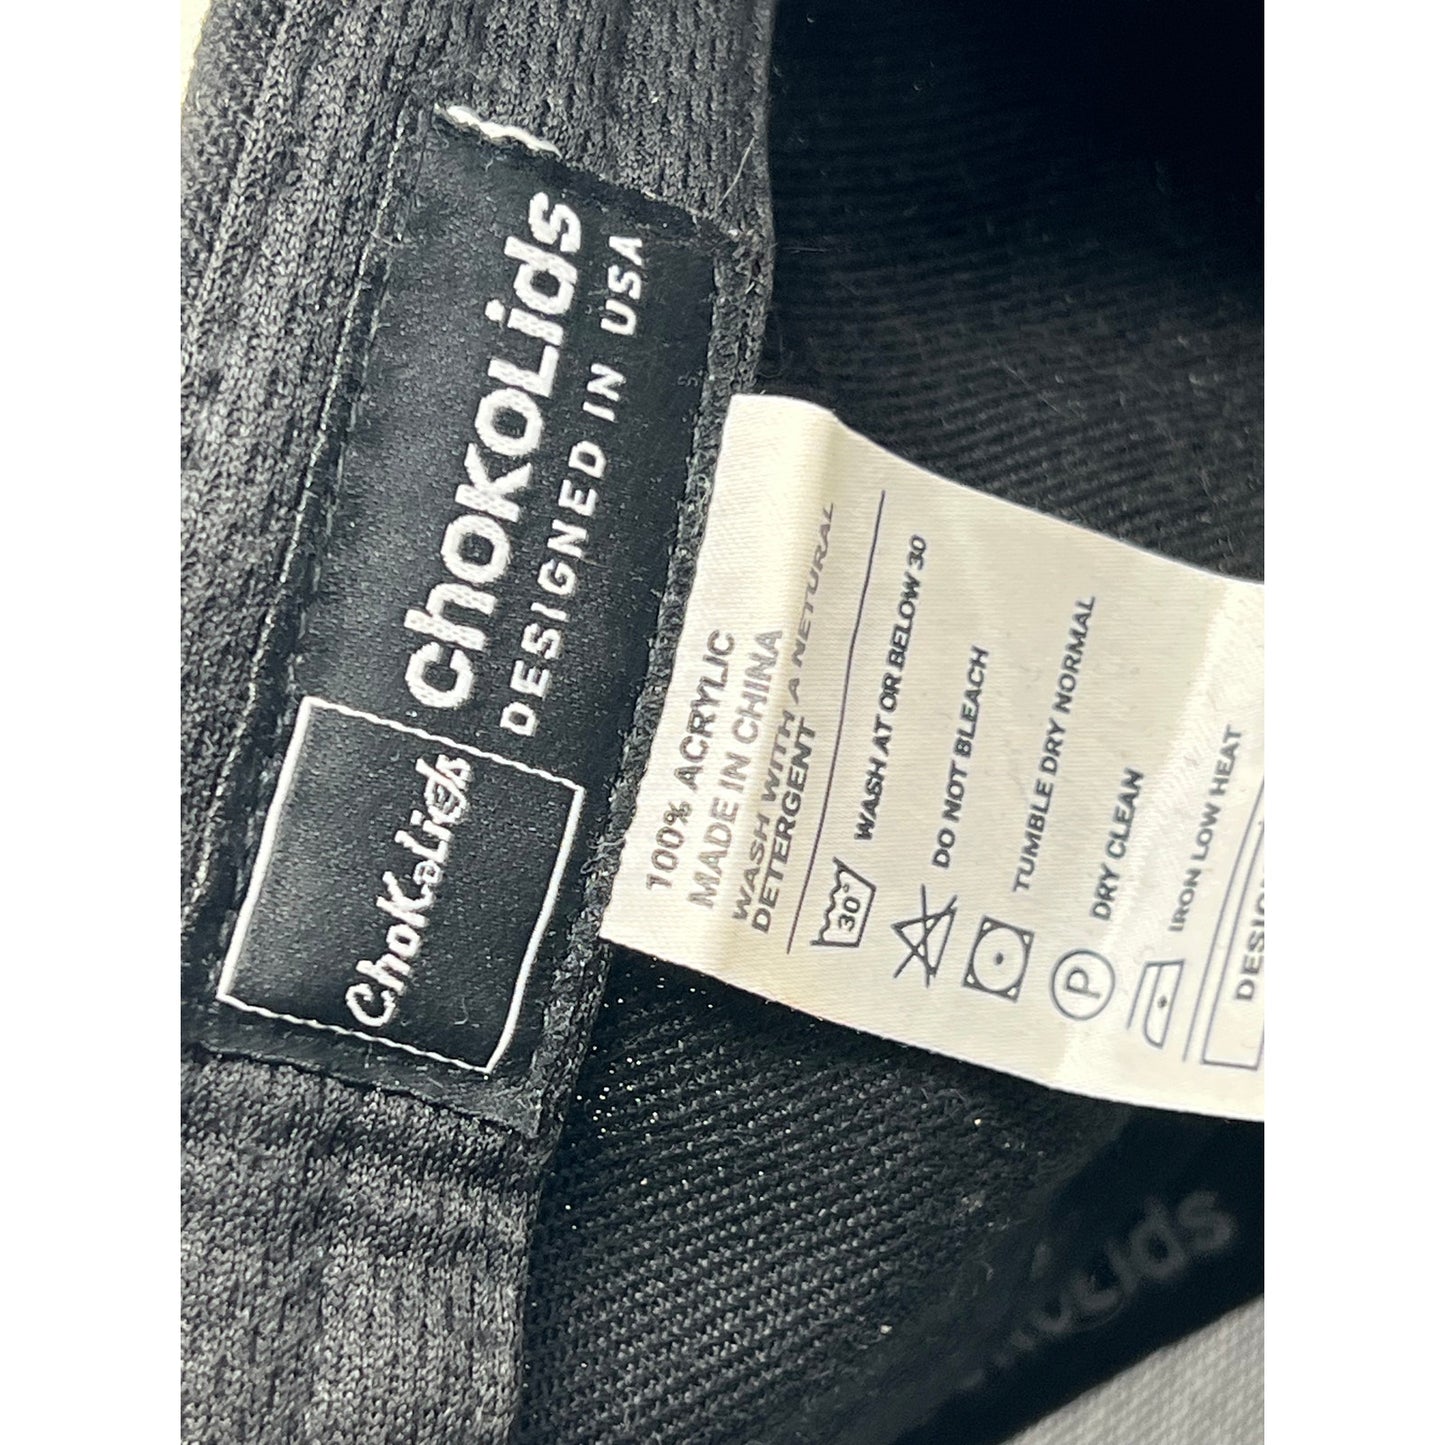 ChoKoLids
DESIGNED IN USA
ChoKoLids
100% ACRYLIC
MADE IN CHINA
WASH WITH A NETURAL
DETERGENT
30°
WASH AT OR BELOW 30
DO NOT BLEACH
TUMBLE DRY NORMAL
P
DRY CLEAN
IRON LOW HEAT